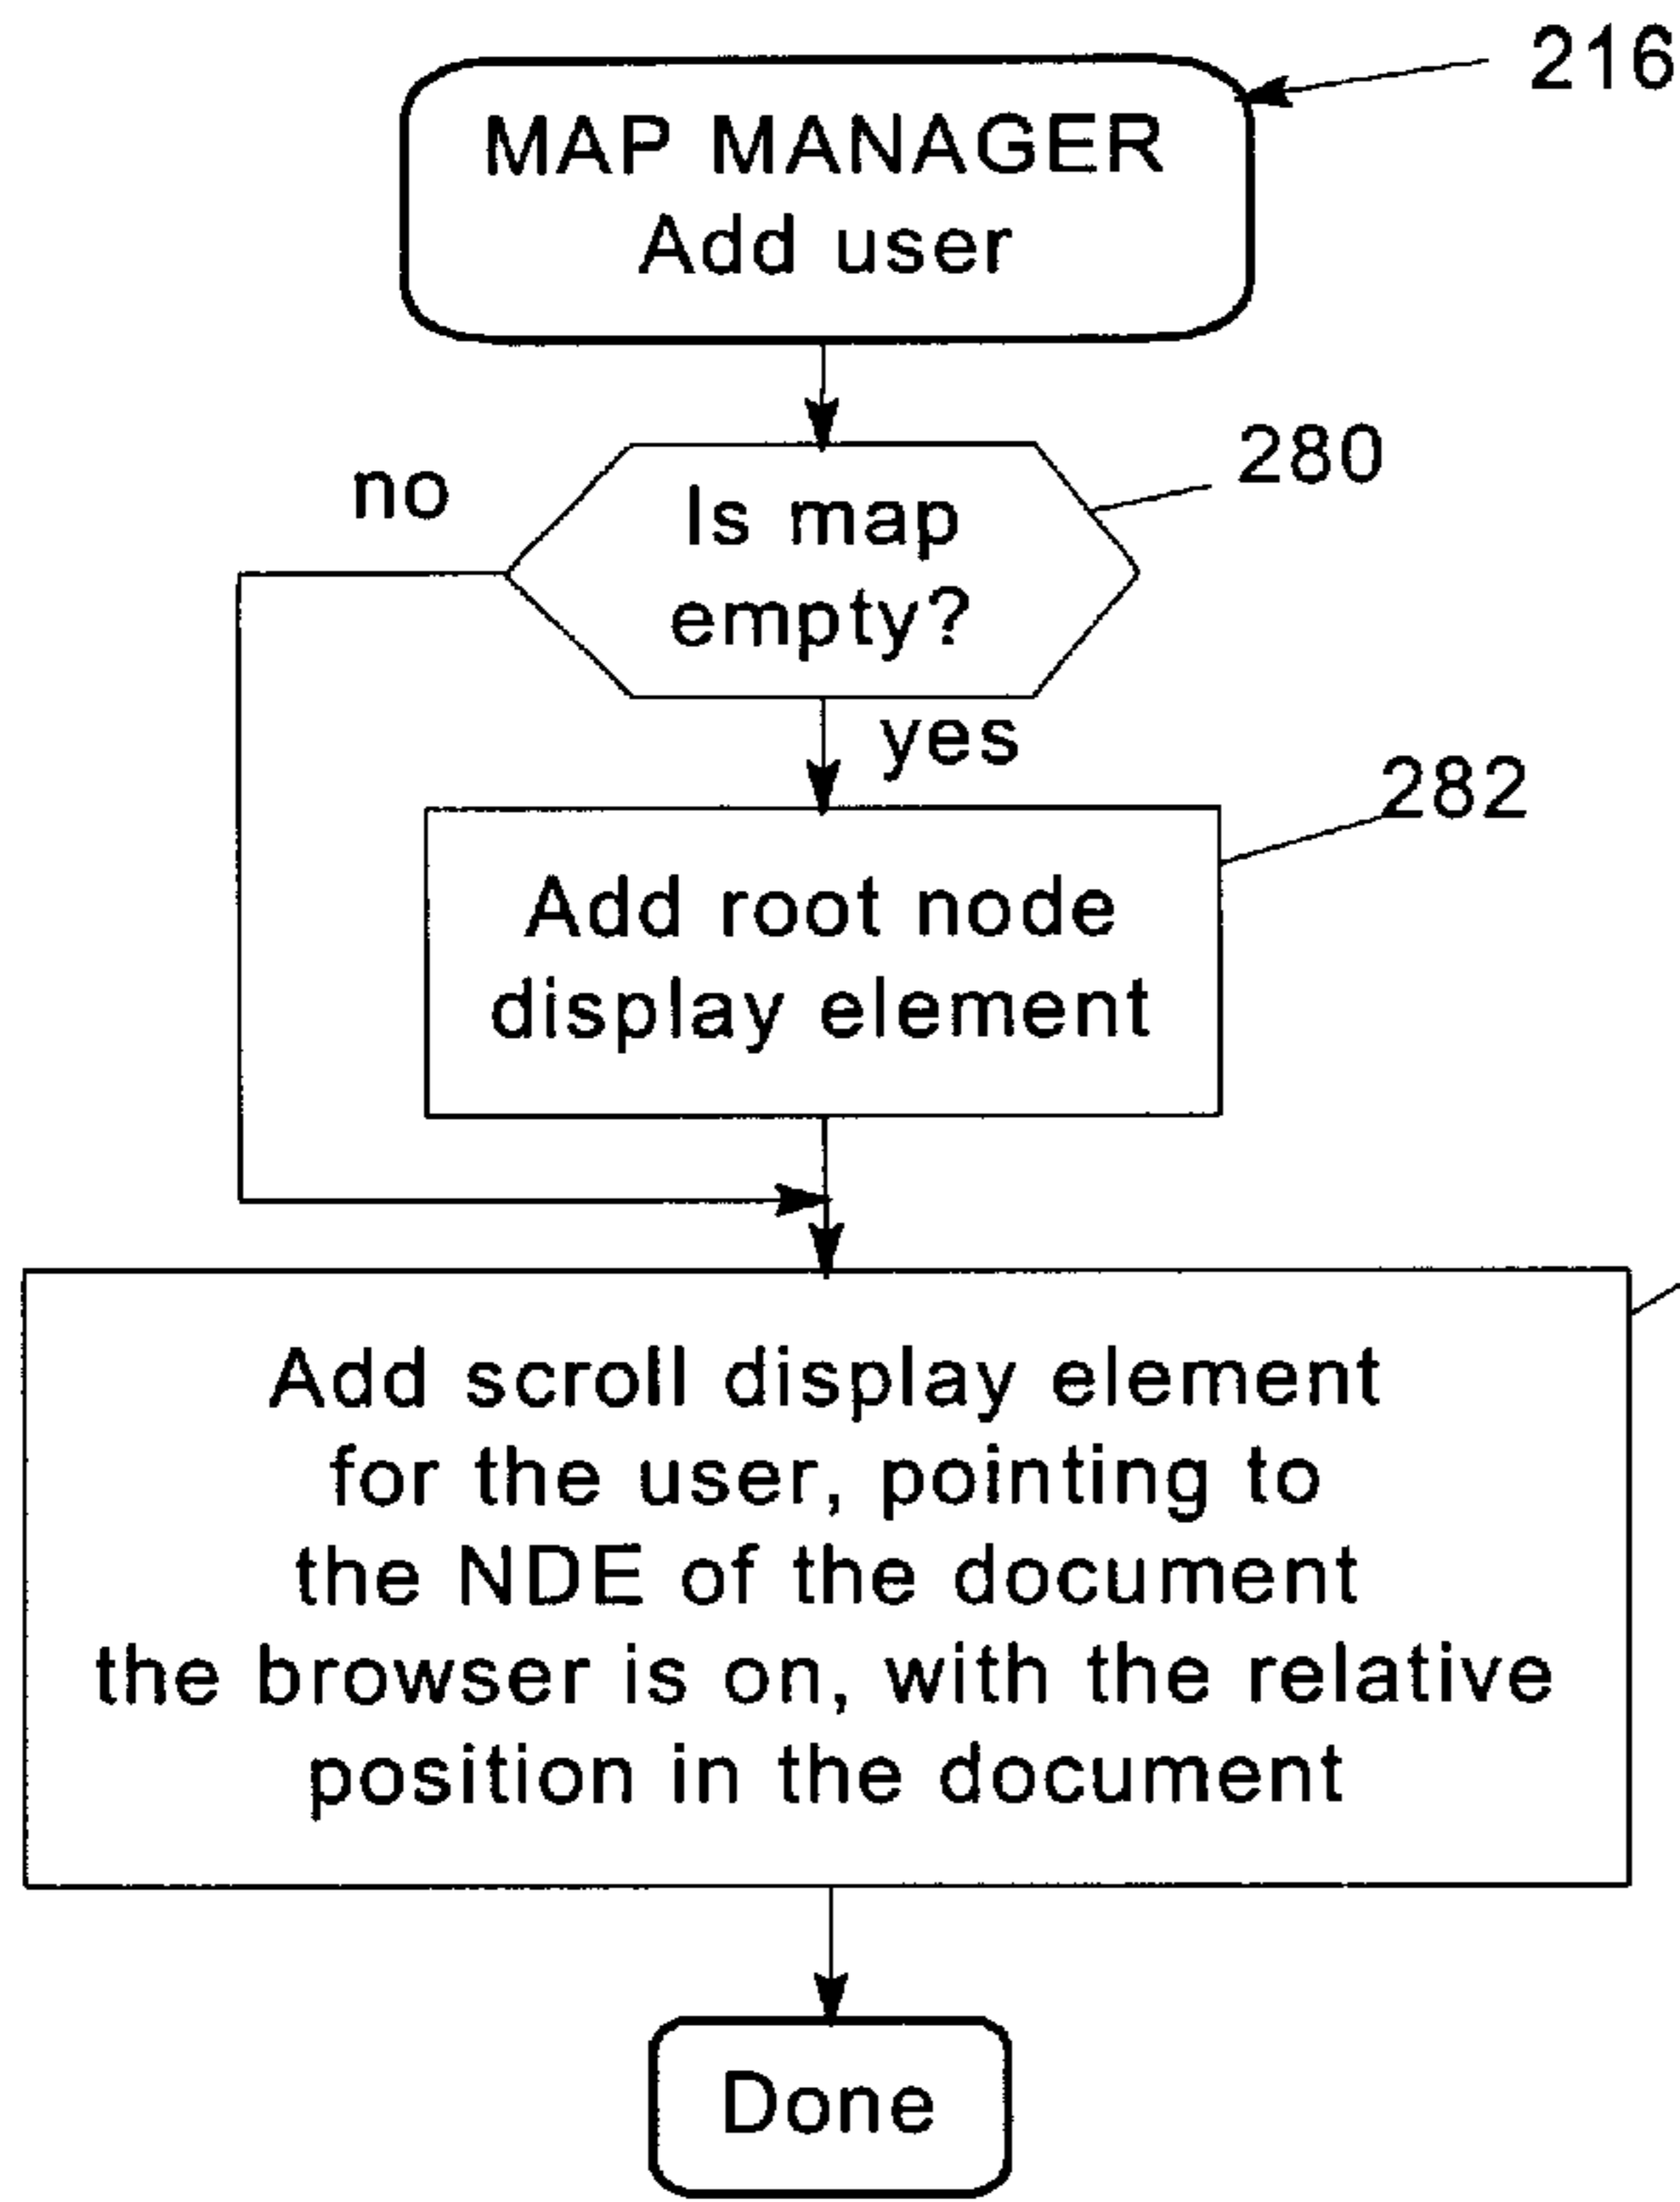 216
MAP MANAGER
Add user
280
no
Is map
empty?
yes
282
Add root node
display element
Add scroll display element
for the user, pointing to
the NDE of the document
the browser is on, with the relative
position in the document
Done